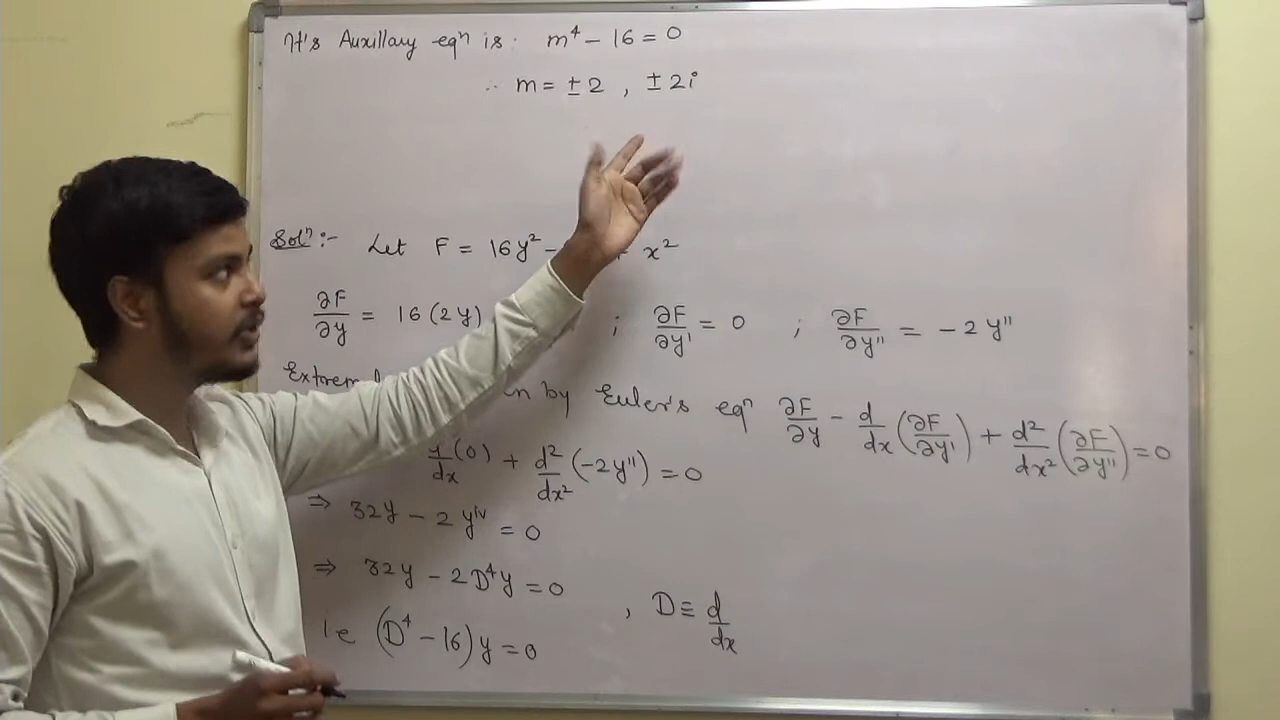 It's Auxillary eqⁿ is: m⁴ - 16 = 0
∴ m = ±2 , ±2i
Solⁿ:- Let F = 16y² - x²
∂F/∂y = 16(2y) ; ∂F/∂y' = 0 ; ∂F/∂y'' = -2y''
by Euler's eqⁿ ∂F/∂y - d/dx(∂F/∂y') + d²/dx²(∂F/∂y'') = 0
d/dx(0) + d²/dx²(-2y'') = 0
⇒ 32y - 2y^iv = 0
⇒ 32y - 2D⁴y = 0
ie (D⁴ - 16)y = 0 , D ≡ d/dx